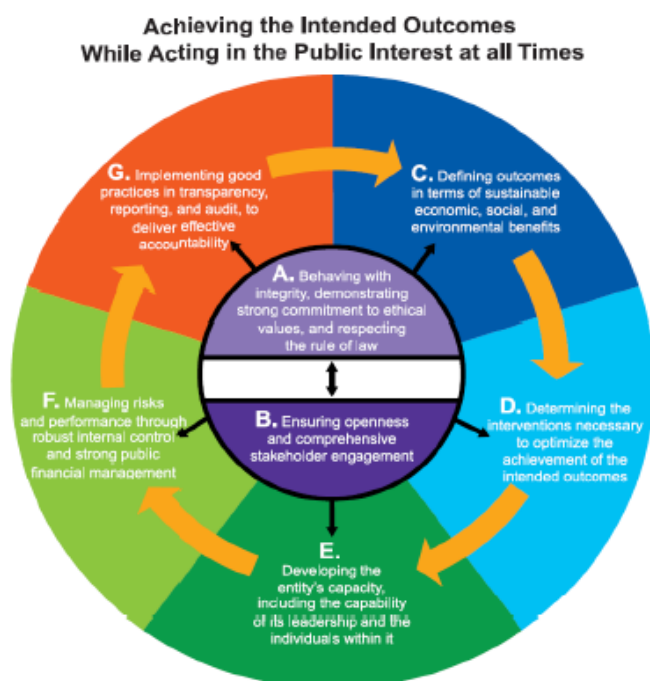 Achieving the Intended Outcomes
While Acting in the Public Interest at all Times
G. Implementing good
practices in transparency,
reporting, and audit, to
deliver effective
accountability
C. Defining outcomes
in terms of sustainable
economic, social, and
environmental benefits
A. Behaving with
integrity, demonstrating
strong commitment to ethical
values, and respecting
the rule of law
F. Managing risks
and performance through
robust internal control
and strong public
financial management
B. Ensuring openness
and comprehensive
stakeholder engagement
D. Determining the
interventions necessary
to optimize the
achievement of the
intended outcomes
E.
Developing the
entity's capacity,
including the capability
of its leadership and the
individuals within it